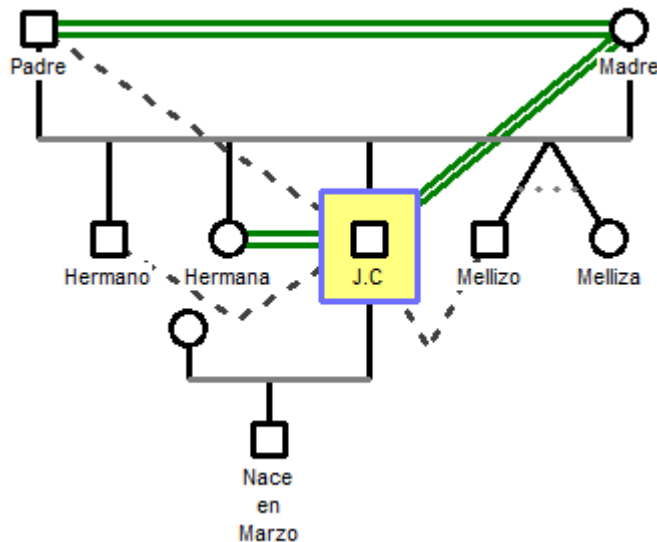 Padre
Madre
Hermano
Hermana
J.C
Mellizo
Melliza
Nace
en
Marzo